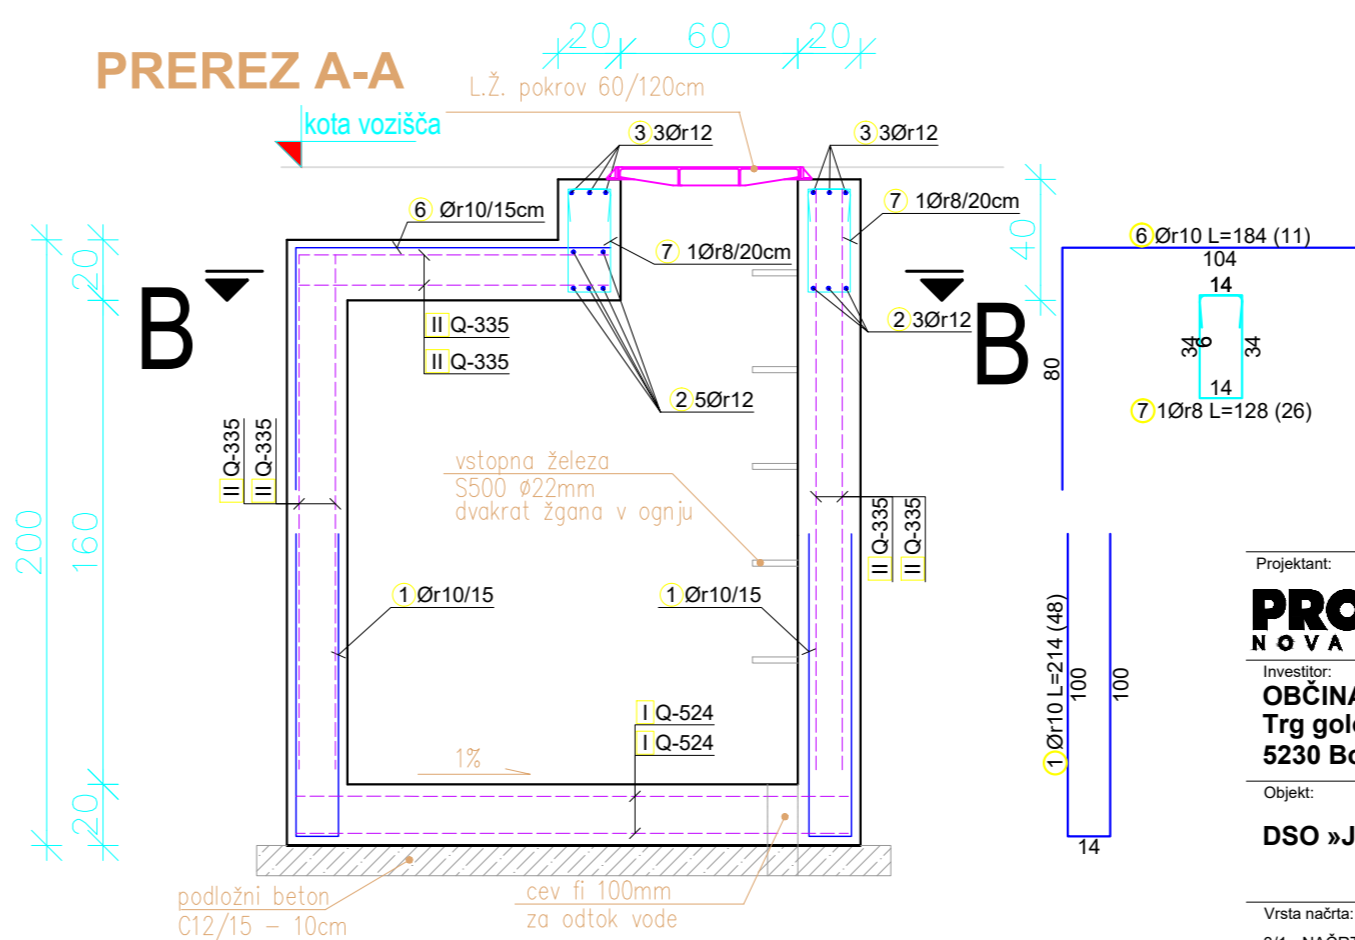 PREREZ A-A
20 60 20
L.Ž. pokrov 60/120cm
kota vozišča
3 3Ør12
3 3Ør12
6 Ør10/15cm
7 1Ør8/20cm
7 1Ør8/20cm
40
20
B
B
II Q-335
II Q-335
2 5Ør12
2 3Ør12
II Q-335
II Q-335
vstopna železa
S500 ø22mm
dvakrat žgana v ognju
II Q-335
II Q-335
200
160
1 Ør10/15
1 Ør10/15
I Q-524
I Q-524
1%
20
podložni beton
C12/15 - 10cm
cev fi 100mm
za odtok vode
6 Ør10 L=184 (11)
104
80
14
34
6
34
14
7 1Ør8 L=128 (26)
1 Ør10 L=214 (48)
100
100
14
Projektant:
PRO
NOVA
Investitor:
OBČINA
Trg golo
5230 Bo
Objekt:
DSO »J
Vrsta načrta: